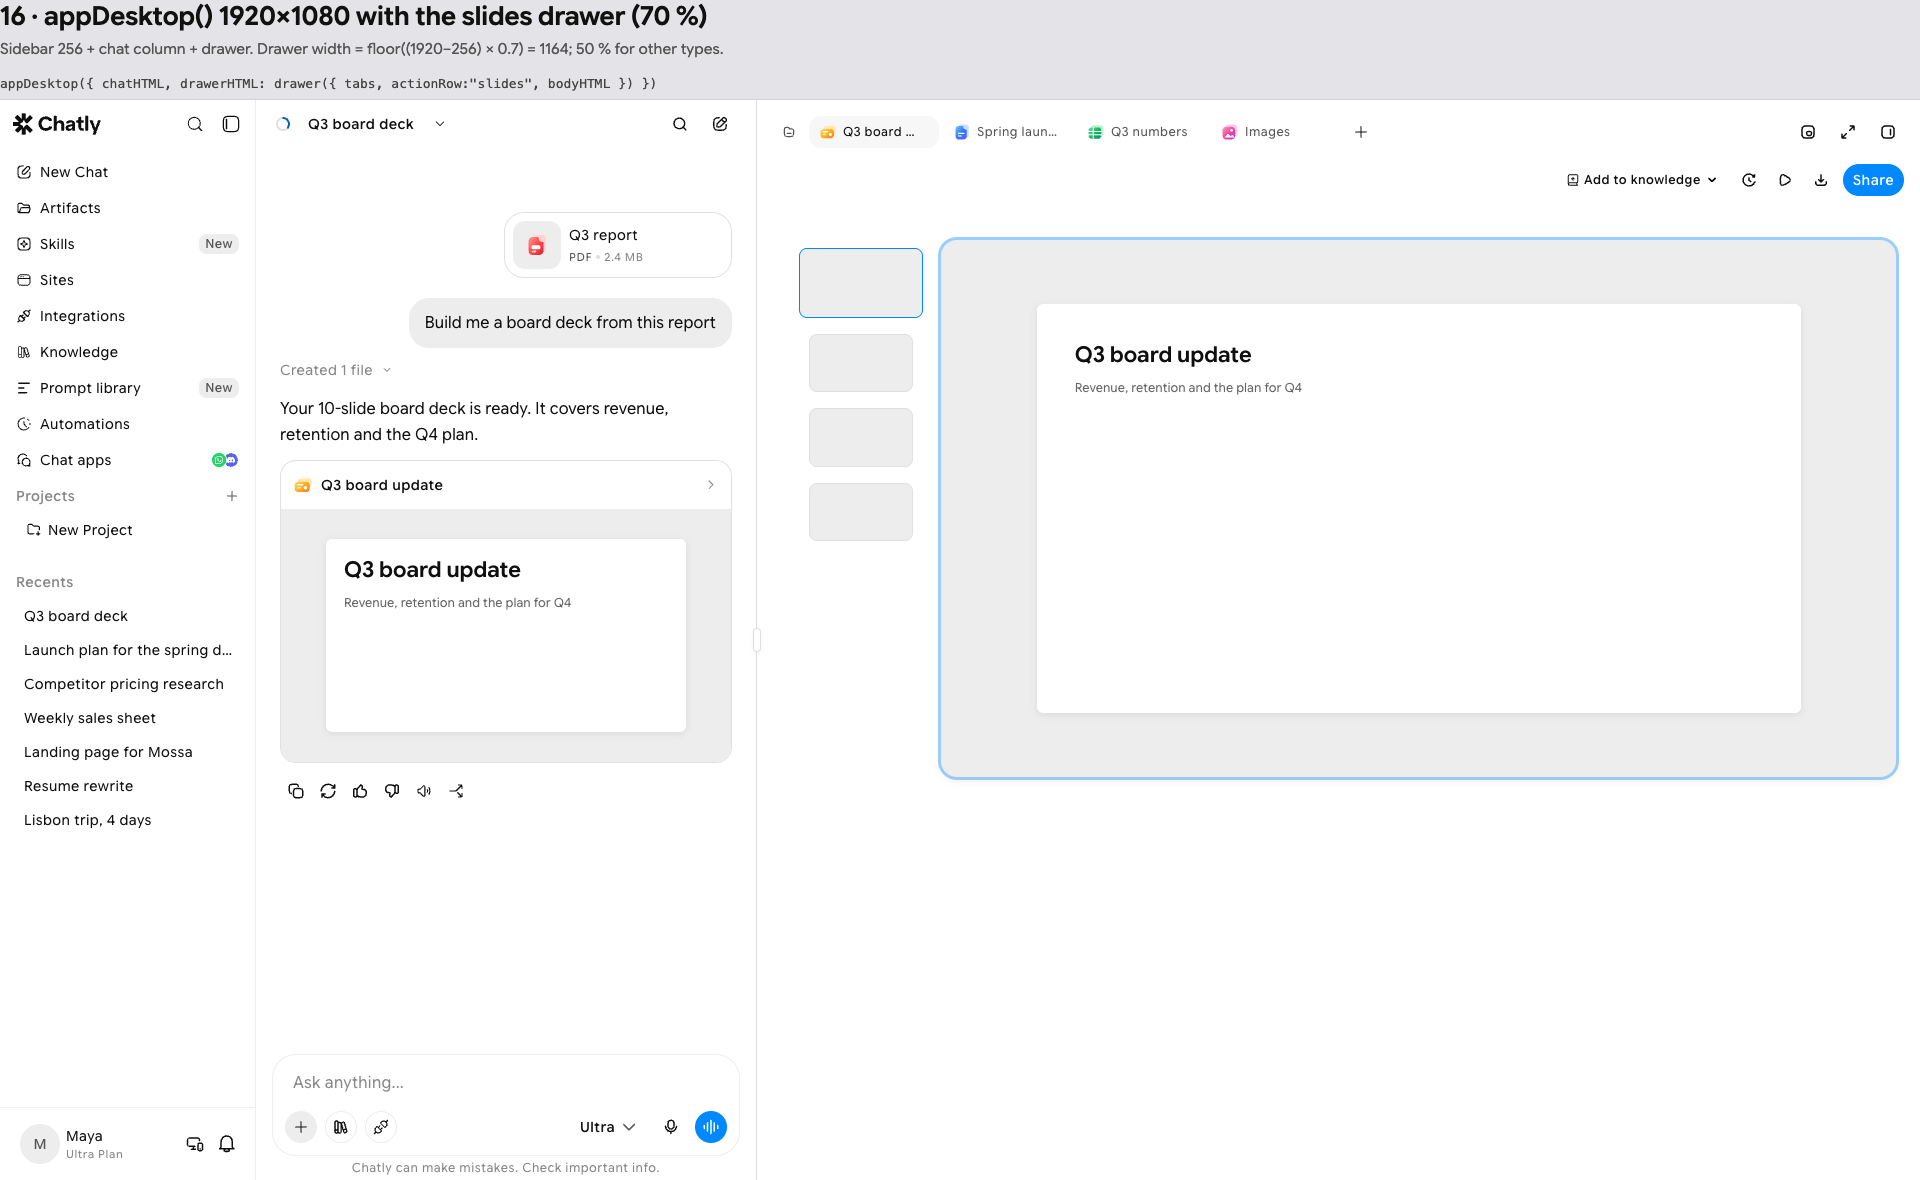 16 · appDesktop() 1920×1080 with the slides drawer (70 %)
Sidebar 256 + chat column + drawer. Drawer width = floor((1920−256) × 0.7) = 1164; 50 % for other types.
appDesktop({ chatHTML, drawerHTML: drawer({ tabs, actionRow:"slides", bodyHTML }) })
Chatly
New Chat
Artifacts
Skills New
Sites
Integrations
Knowledge
Prompt library New
Automations
Chat apps
Projects
New Project
Recents
Q3 board deck
Launch plan for the spring d...
Competitor pricing research
Weekly sales sheet
Landing page for Mossa
Resume rewrite
Lisbon trip, 4 days
M
Maya
Ultra Plan
Q3 board deck
Q3 report
PDF • 2.4 MB
Build me a board deck from this report
Created 1 file
Your 10-slide board deck is ready. It covers revenue,
retention and the Q4 plan.
Q3 board update
Q3 board update
Revenue, retention and the plan for Q4
Ask anything...
Ultra
Chatly can make mistakes. Check important info.
Q3 board ... Spring laun... Q3 numbers Images
Add to knowledge Share
Q3 board update
Revenue, retention and the plan for Q4